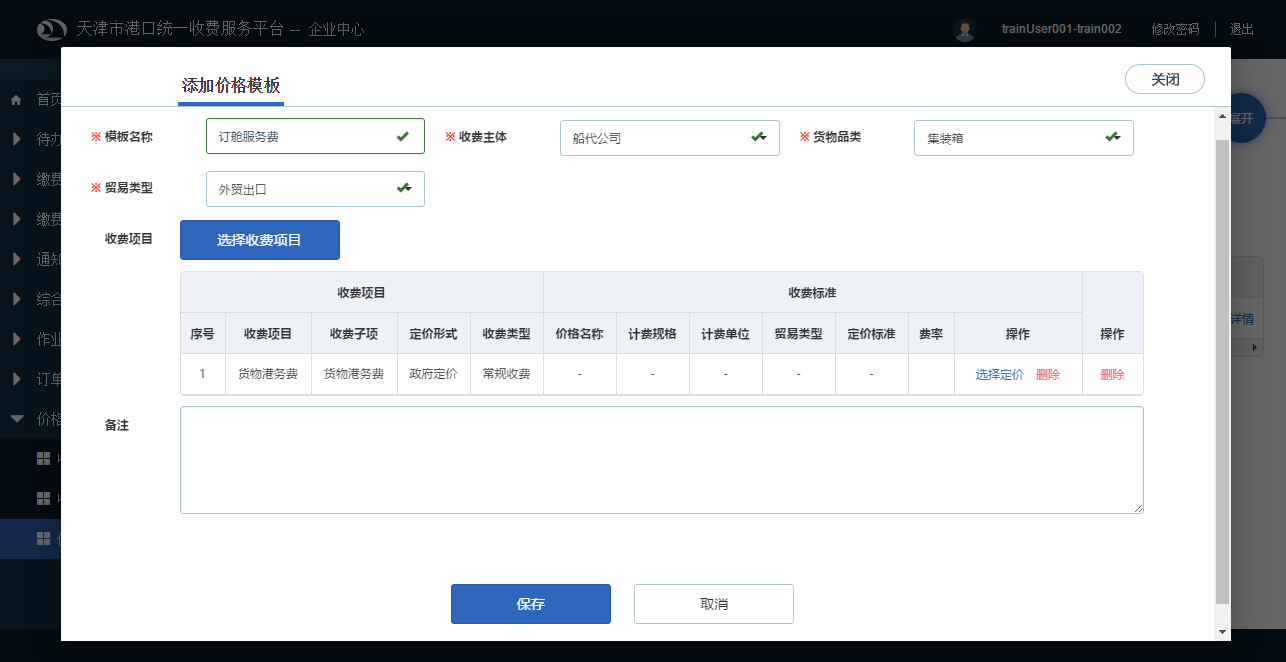 天津市港口统一收费服务平台 — 企业中心
trainUser001-train002 修改密码 退出
添加价格模板 关闭
首页
待办
缴费
缴费
通知
综合
作业
订单
价格
展开
详情
※ 模板名称 订舱服务费 ※ 收费主体 船代公司 ※ 货物品类 集装箱
※ 贸易类型 外贸出口
收费项目 选择收费项目
收费项目 收费标准
序号 收费项目 收费子项 定价形式 收费类型 价格名称 计费规格 计费单位 贸易类型 定价标准 费率 操作 操作
1 货物港务费 货物港务费 政府定价 常规收费 - - - - - 选择定价 删除 删除
备注
保存 取消